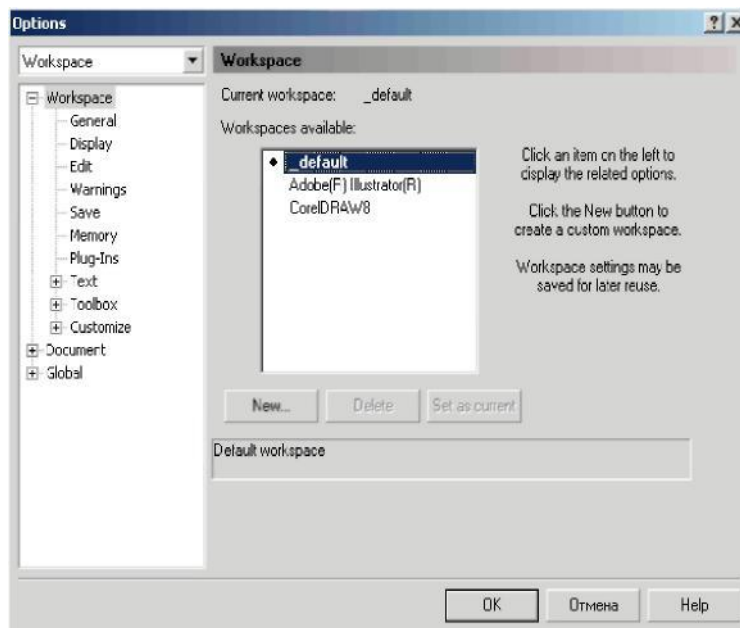 Options
Workspace
Workspace
General
Display
Edit
Warnings
Save
Memory
Plug-Ins
Text
Toolbox
Customize
Document
Global
Workspace
Current workspace: _default
Workspaces available:
_default
Adobe(F) Illustrator(R)
CorelDRAW8
Click an item on the left to
display the related options.
Click the New button to
create a custom workspace.
Workspace settings may be
saved for later reuse.
New...
Delete
Set as current
Default workspace
OK
Отмена
Help